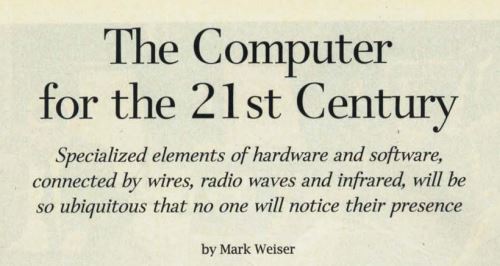 The Computer
for the 21st Century
Specialized elements of hardware and software,
connected by wires, radio waves and infrared, will be
so ubiquitous that no one will notice their presence
by Mark Weiser